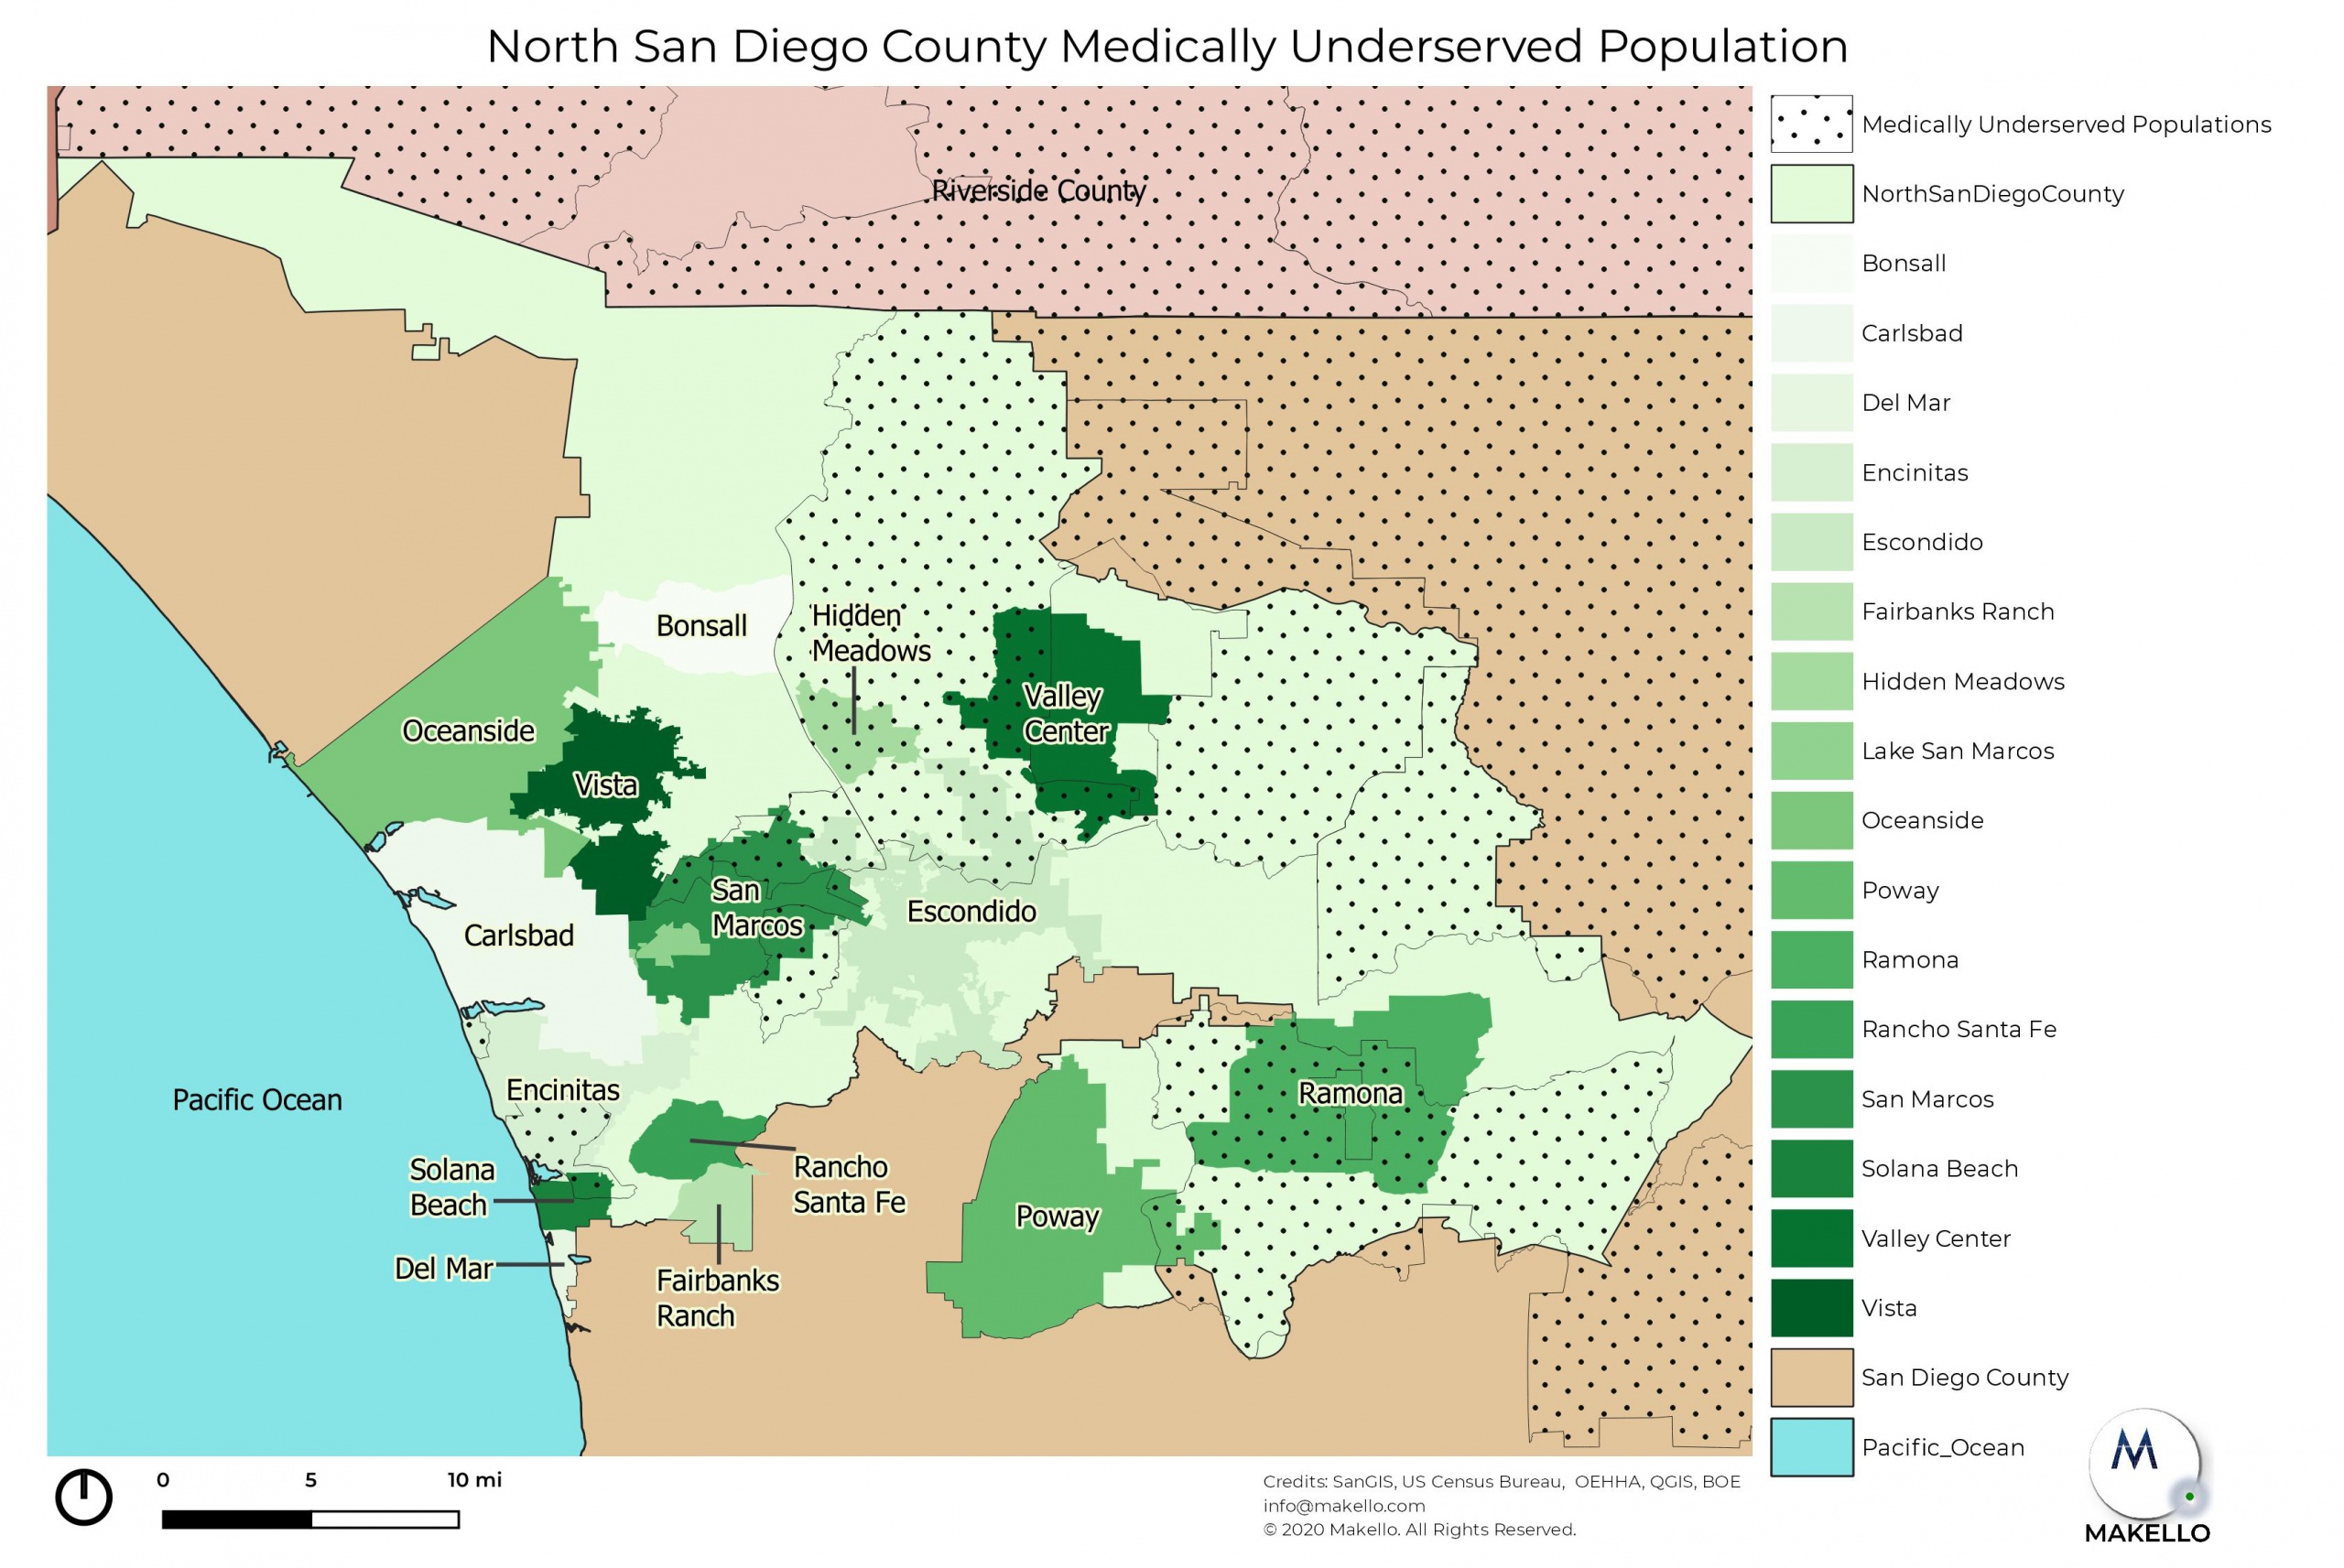 North San Diego County Medically Underserved Population
Riverside County
Bonsall
Hidden
Meadows
Valley
Center
Oceanside
Vista
San
Marcos
Escondido
Carlsbad
Encinitas
Pacific Ocean
Ramona
Solana
Beach
Rancho
Santa Fe
Poway
Del Mar
Fairbanks
Ranch
Medically Underserved Populations
NorthSanDiegoCounty
Bonsall
Carlsbad
Del Mar
Encinitas
Escondido
Fairbanks Ranch
Hidden Meadows
Lake San Marcos
Oceanside
Poway
Ramona
Rancho Santa Fe
San Marcos
Solana Beach
Valley Center
Vista
San Diego County
Pacific_Ocean
0 5 10 mi
Credits: SanGIS, US Census Bureau, OEHHA, QGIS, BOE
info@makello.com
© 2020 Makello. All Rights Reserved.
M
MAKELLO